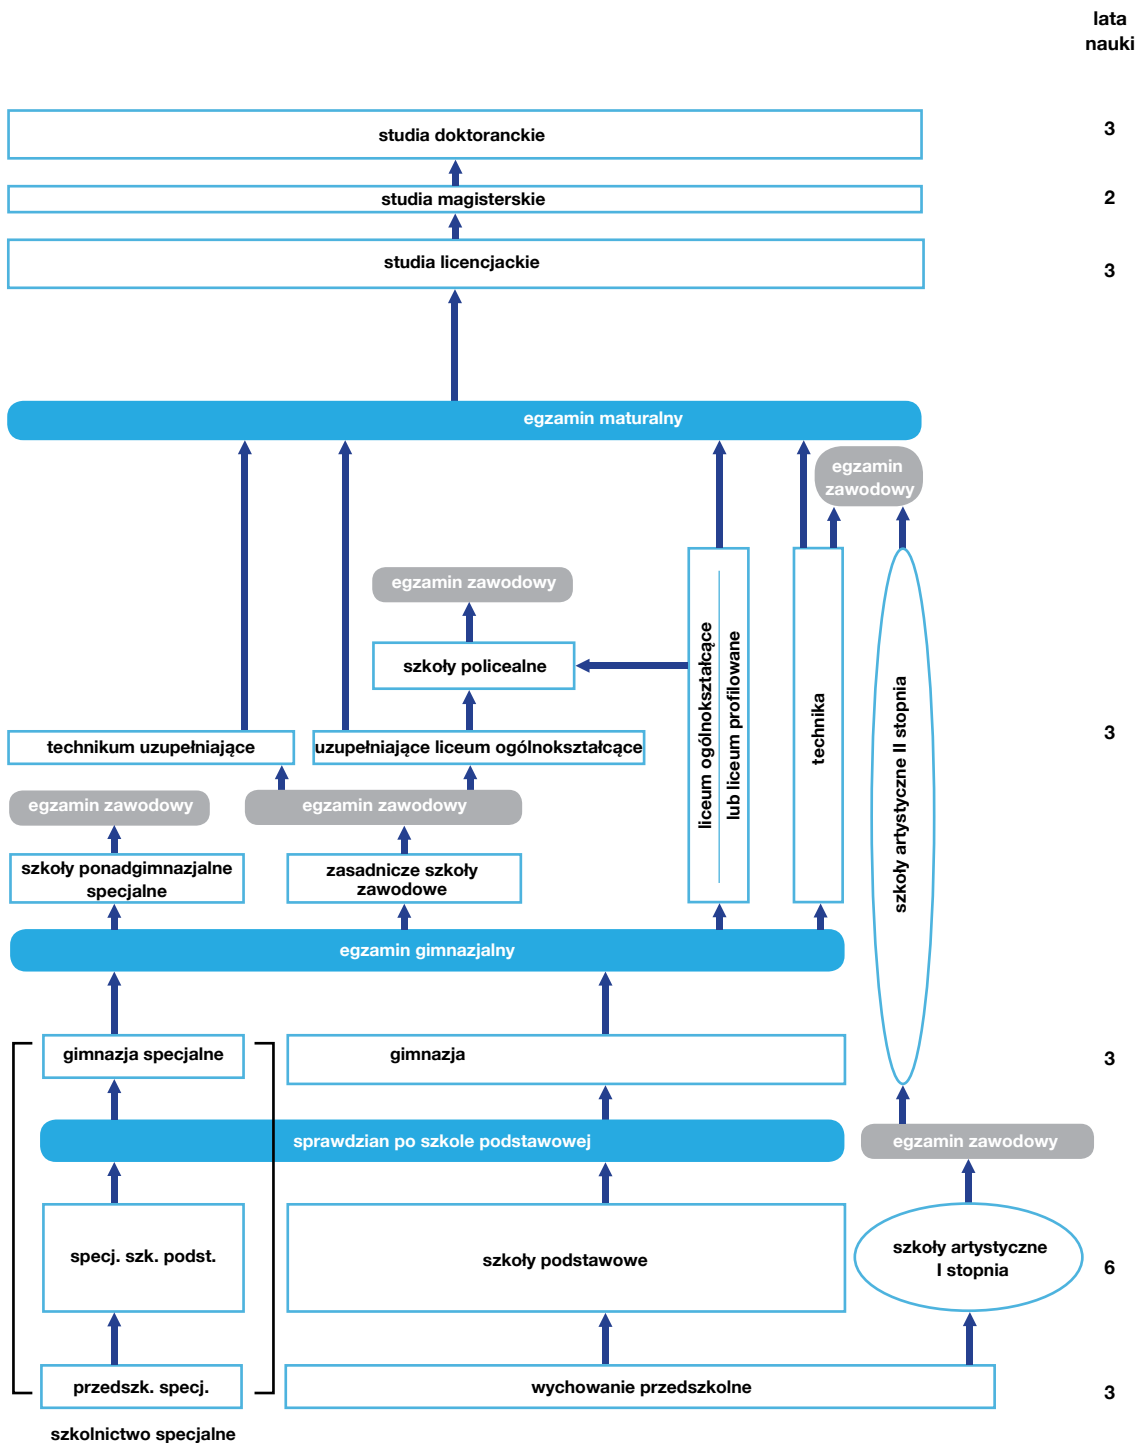 lata
nauki
studia doktoranckie
3
studia magisterskie
2
studia licencjackie
3
egzamin maturalny
egzamin
zawodowy
egzamin zawodowy
szkoły policealne
liceum ogólnokształcące
lub liceum profilowane
technika
szkoły artystyczne II stopnia
technikum uzupełniające
uzupełniające liceum ogólnokształcące
3
egzamin zawodowy
egzamin zawodowy
szkoły ponadgimnazjalne
specjalne
zasadnicze szkoły
zawodowe
egzamin gimnazjalny
gimnazja specjalne
gimnazja
3
sprawdzian po szkole podstawowej
egzamin zawodowy
specj. szk. podst.
szkoły podstawowe
szkoły artystyczne
I stopnia
6
przedszk. specj.
wychowanie przedszkolne
3
szkolnictwo specjalne